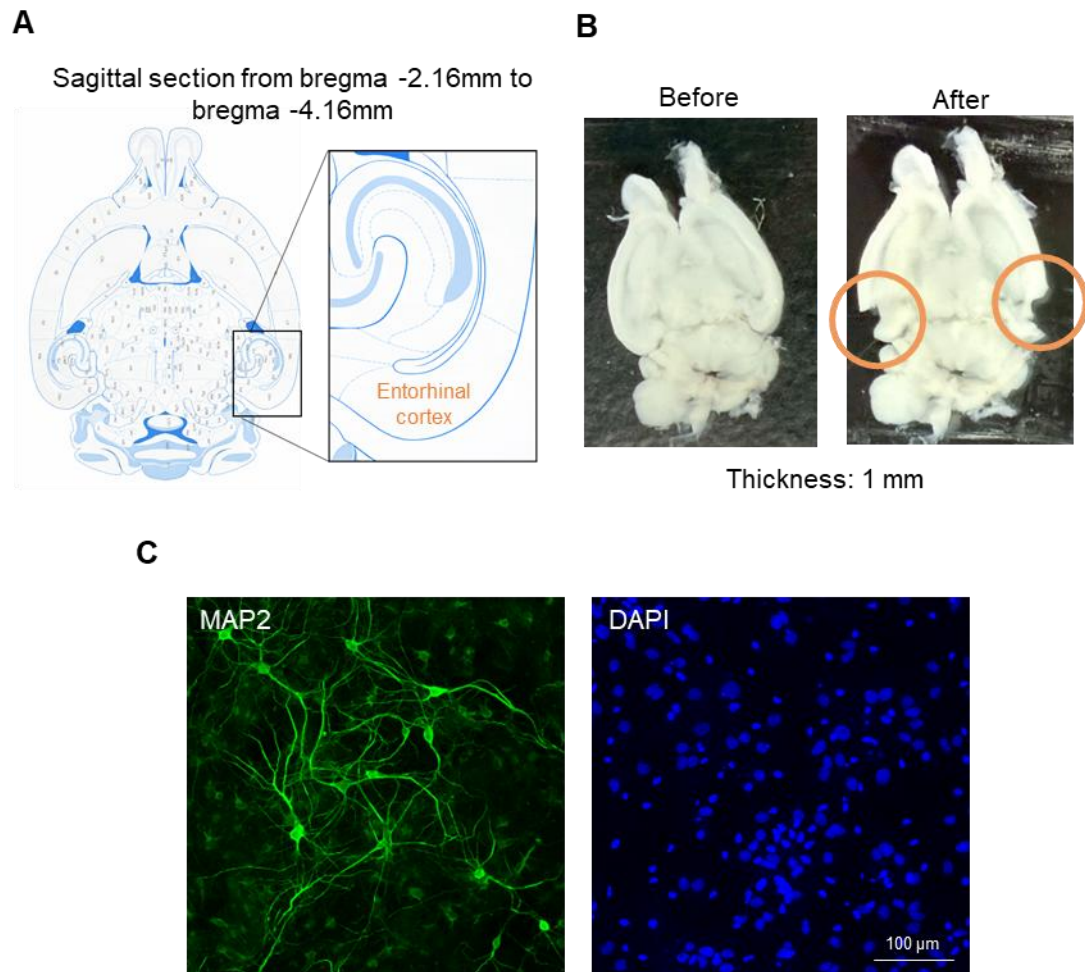 A
Sagittal section from bregma -2.16mm to
bregma -4.16mm
Entorhinal
cortex
B
Before
After
Thickness: 1 mm
C
MAP2
DAPI
100 µm